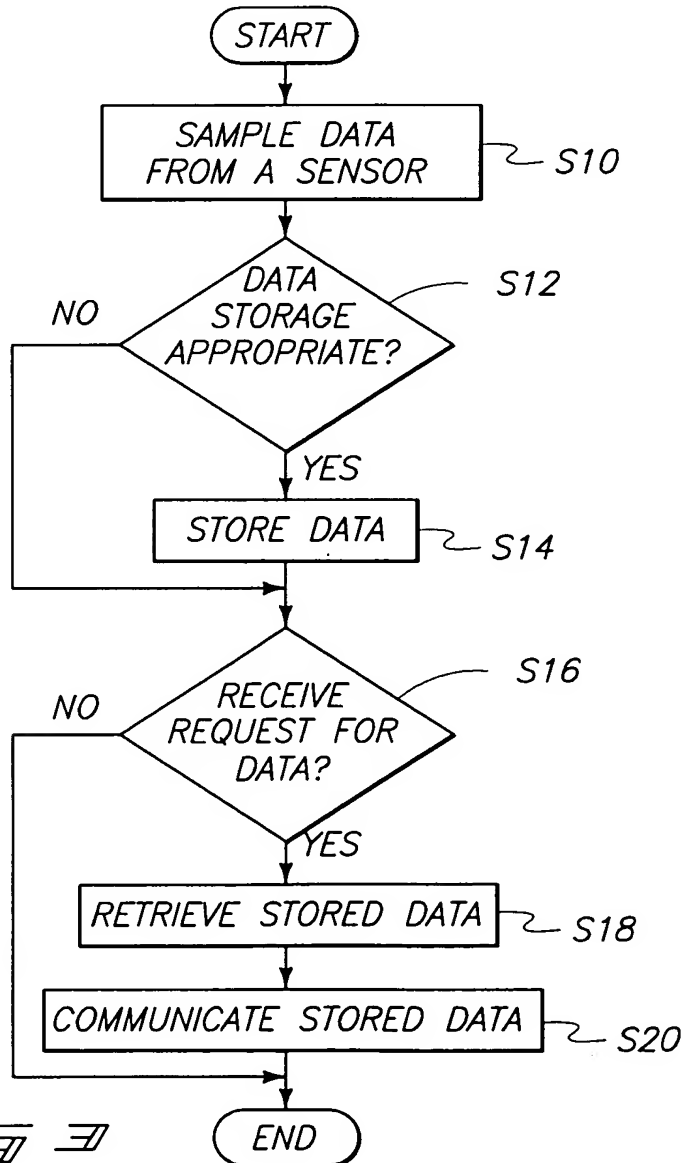 START
SAMPLE DATA
FROM A SENSOR
S10
DATA
STORAGE
APPROPRIATE?
S12
NO
YES
STORE DATA
S14
RECEIVE
REQUEST FOR
DATA?
S16
NO
YES
RETRIEVE STORED DATA
S18
COMMUNICATE STORED DATA
S20
END